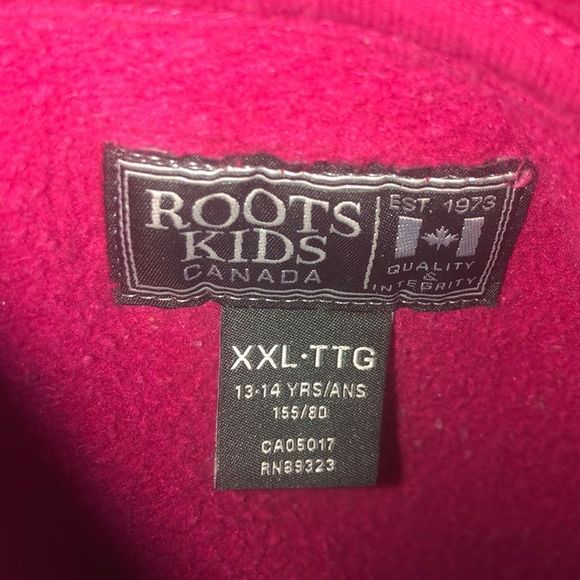 ROOTS
KIDS
CANADA
EST. 1973
QUALITY
&
INTEGRITY
XXL·TTG
13-14 YRS/ANS
155/80
CA05017
RN89323